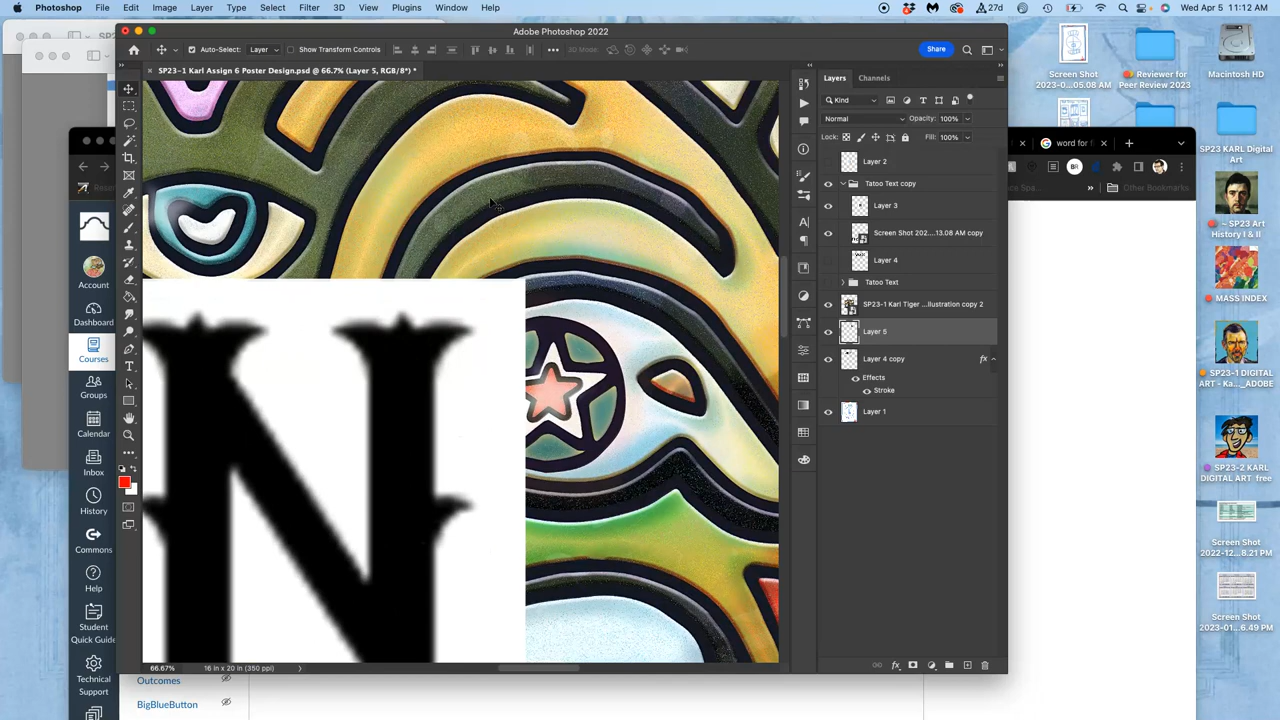 Photoshop File Edit Image Layer Type Select Filter 3D View Plugins Window Help 27d Wed Apr 5 11:12 AM
Adobe Photoshop 2022
Auto-Select: Layer Show Transform Controls 3D Mode: Share
SP23-1 Karl Assign 6 Poster Design.psd @ 66.7% (Layer 5, RGB/8*) *
Layers Channels
Kind
Normal Opacity: 100%
Lock: Fill: 100%
Layer 2
Tatoo Text copy
Layer 3
Screen Shot 202....13.08 AM copy
Layer 4
Tatoo Text
SP23-1 Karl Tiger ...llustration copy 2
Layer 5
Layer 4 copy fx
Effects
Stroke
Layer 1
N
66.67% 16 in x 20 in (350 ppi)
Account
Dashboard
Courses
Groups
Calendar
Inbox
History
Commons
Help
Student
Quick Guide
Technical
Support
Outcomes
BigBlueButton
word for
BR
Other Bookmarks
Screen Shot
2023-0...05.08 AM
Reviewer for
Peer Review 2023
Macintosh HD
SP23 KARL Digital
Art
~ SP23 Art
History I & II
MASS INDEX
SP23-1 DIGITAL
ART - Ka..._ADOBE
SP23-2 KARL
DIGITAL ART free
Screen Shot
2022-12...8.21 PM
Screen Shot
2023-01...6.49 PM